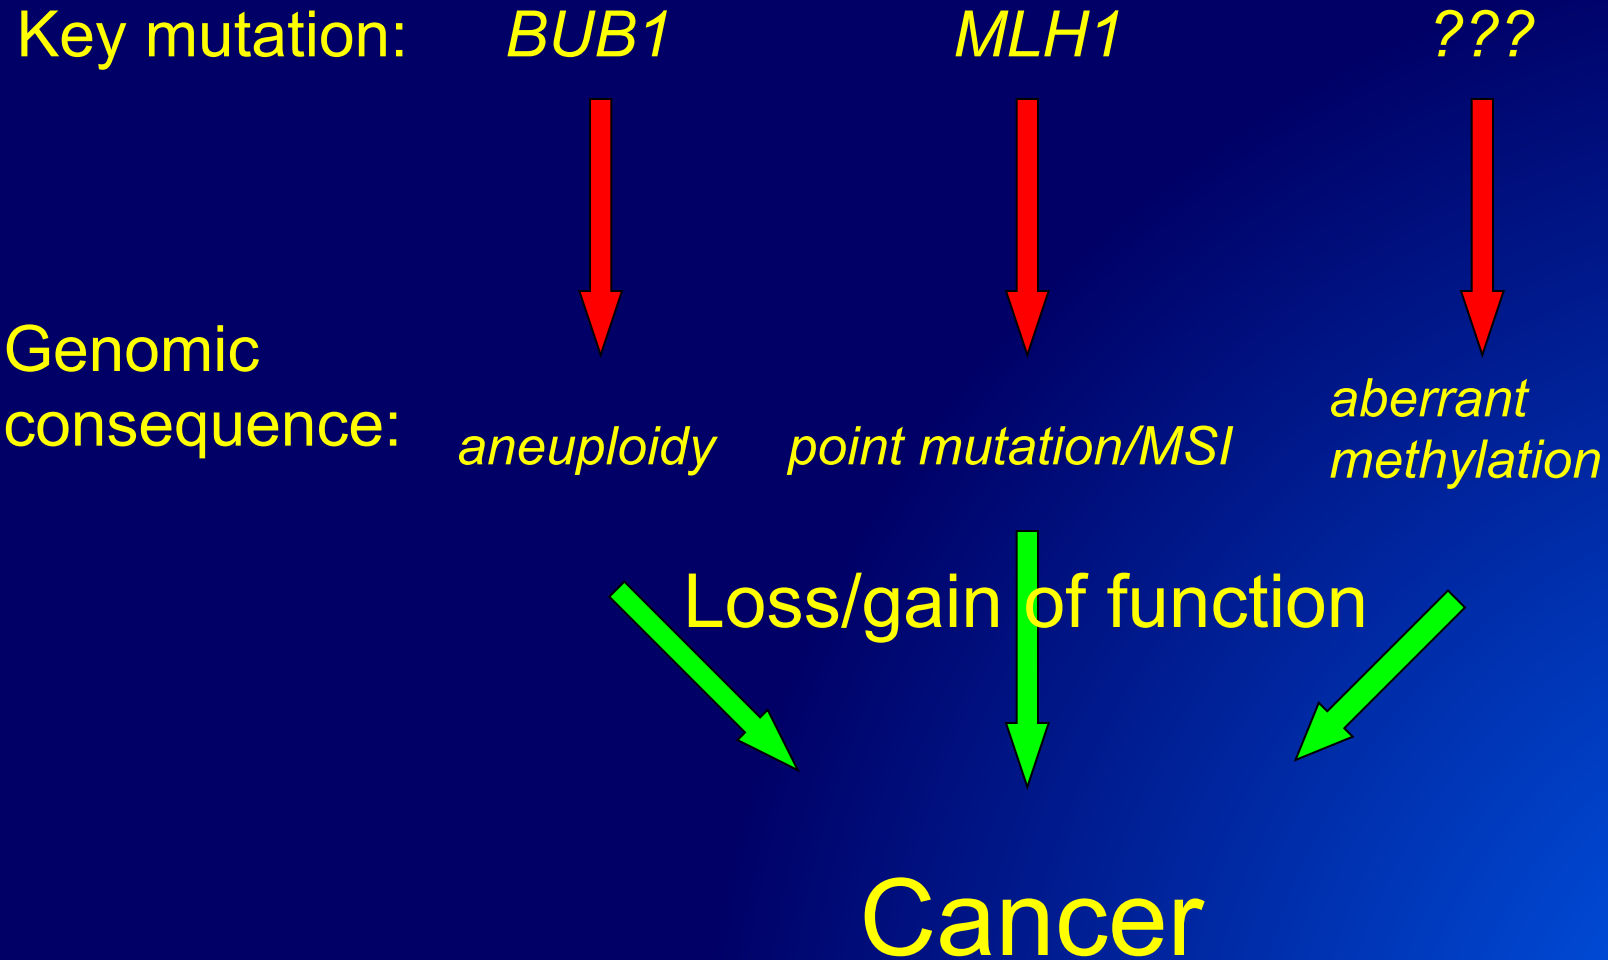 Key mutation: BUB1 MLH1 ???
Genomic
consequence:
aneuploidy point mutation/MSI
aberrant
methylation
Loss/gain of function
Cancer